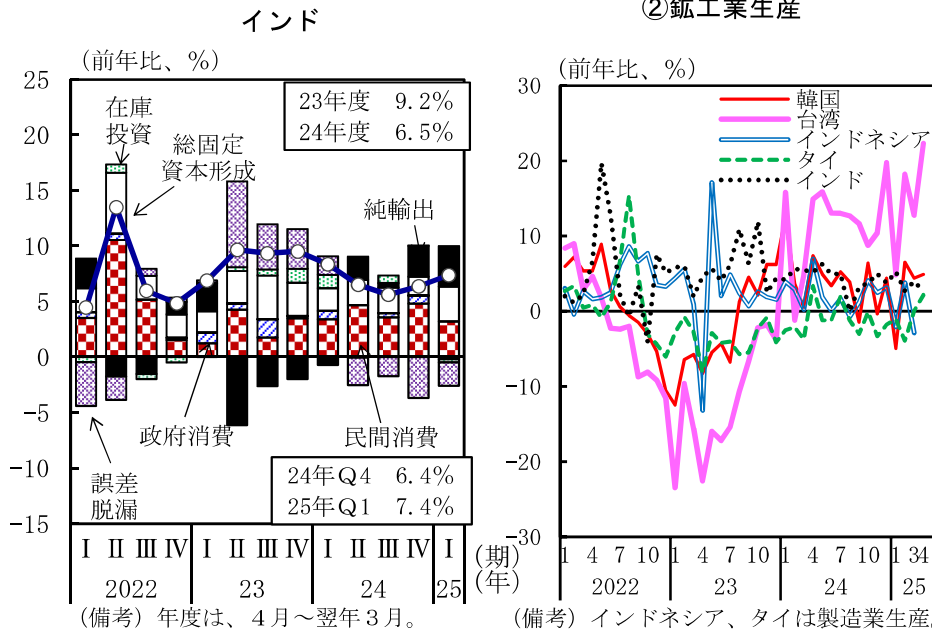 インド
(前年比、%)
25
20
15
10
5
0
−5
−10
−15
23年度 9.2%
24年度 6.5%
在庫
投資
総固定
資本形成
純輸出
政府消費
民間消費
誤差
脱漏
24年Q4 6.4%
25年Q1 7.4%
Ⅰ Ⅱ Ⅲ Ⅳ Ⅰ Ⅱ Ⅲ Ⅳ Ⅰ Ⅱ Ⅲ Ⅳ Ⅰ (期)
2022 23 24 25 (年)
(備考) 年度は、4月~翌年3月。
②鉱工業生産
(前年比、%)
30
20
10
0
−10
−20
−30
韓国
台湾
インドネシア
タイ
インド
1 4 7 10 1 4 7 10 1 4 7 10 1 34
2022 23 24 25
(備考) インドネシア、タイは製造業生産。